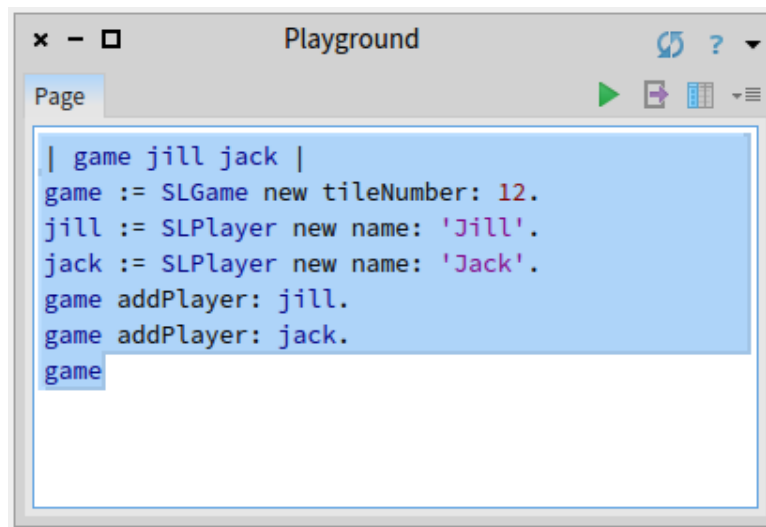 Playground
?
Page
| game jill jack |
game := SLGame new tileNumber: 12.
jill := SLPlayer new name: 'Jill'.
jack := SLPlayer new name: 'Jack'.
game addPlayer: jill.
game addPlayer: jack.
game